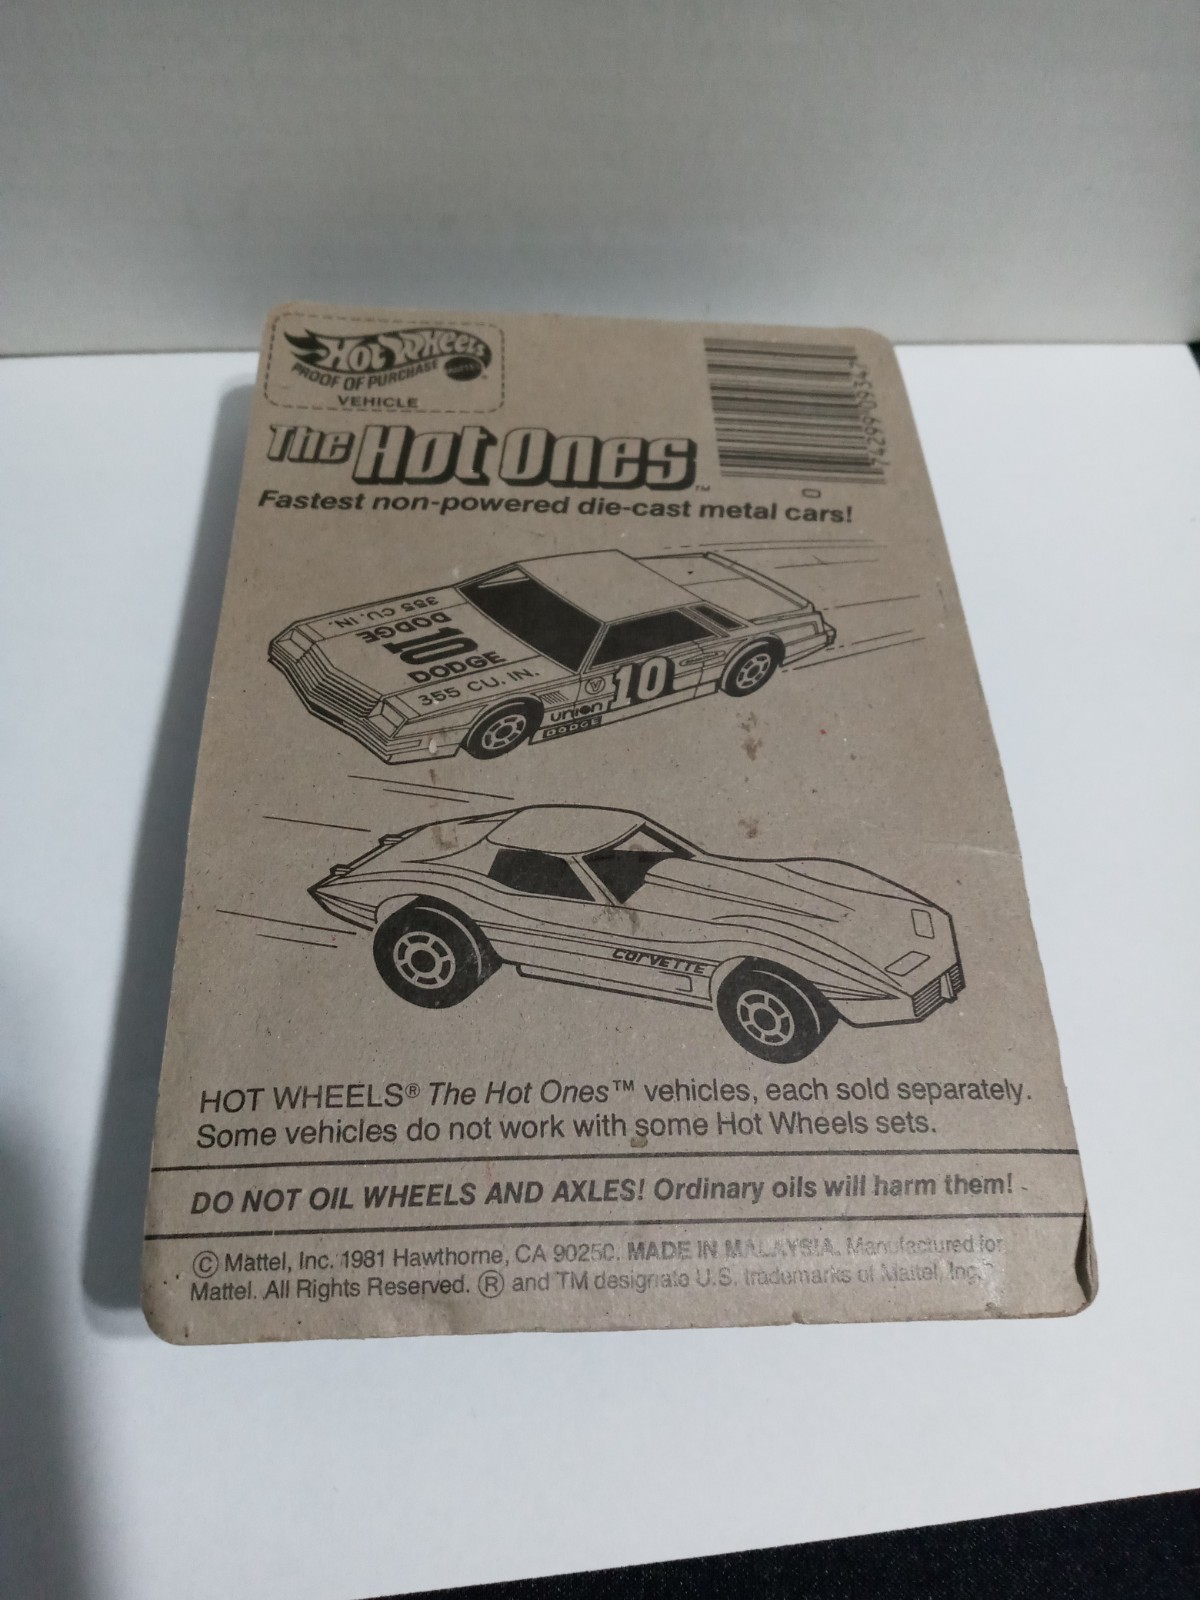 Hot Wheels
PROOF OF PURCHASE
MATTEL
VEHICLE
74299 09347
The Hot Ones™
Fastest non-powered die-cast metal cars!
355 CU. IN.
DODGE
10
DODGE
355 CU. IN.
10
union
DODGE
CORVETTE
HOT WHEELS® The Hot Ones™ vehicles, each sold separately.
Some vehicles do not work with some Hot Wheels sets.
DO NOT OIL WHEELS AND AXLES! Ordinary oils will harm them!
© Mattel, Inc. 1981 Hawthorne, CA 90250. MADE IN MALAYSIA. Manufactured for
Mattel. All Rights Reserved. ® and TM designate U.S. trademarks of Mattel, Inc.